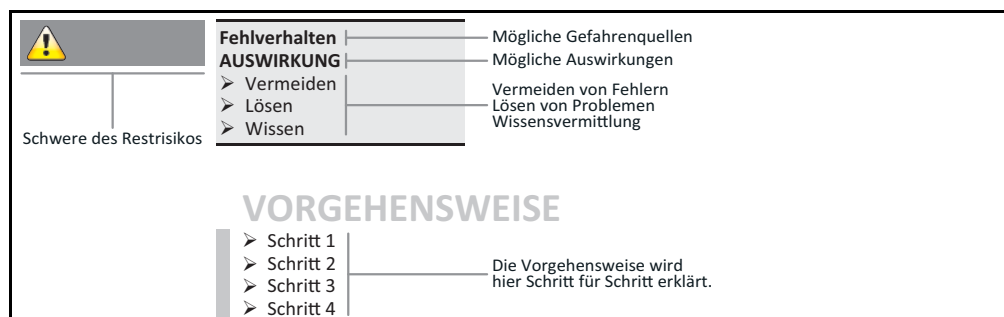 Fehlverhalten
AUSWIRKUNG
➢ Vermeiden
➢ Lösen
➢ Wissen
Schwere des Restrisikos
Mögliche Gefahrenquellen
Mögliche Auswirkungen
Vermeiden von Fehlern
Lösen von Problemen
Wissensvermittlung
VORGEHENSWEISE
➢ Schritt 1
➢ Schritt 2
➢ Schritt 3
➢ Schritt 4
Die Vorgehensweise wird
hier Schritt für Schritt erklärt.